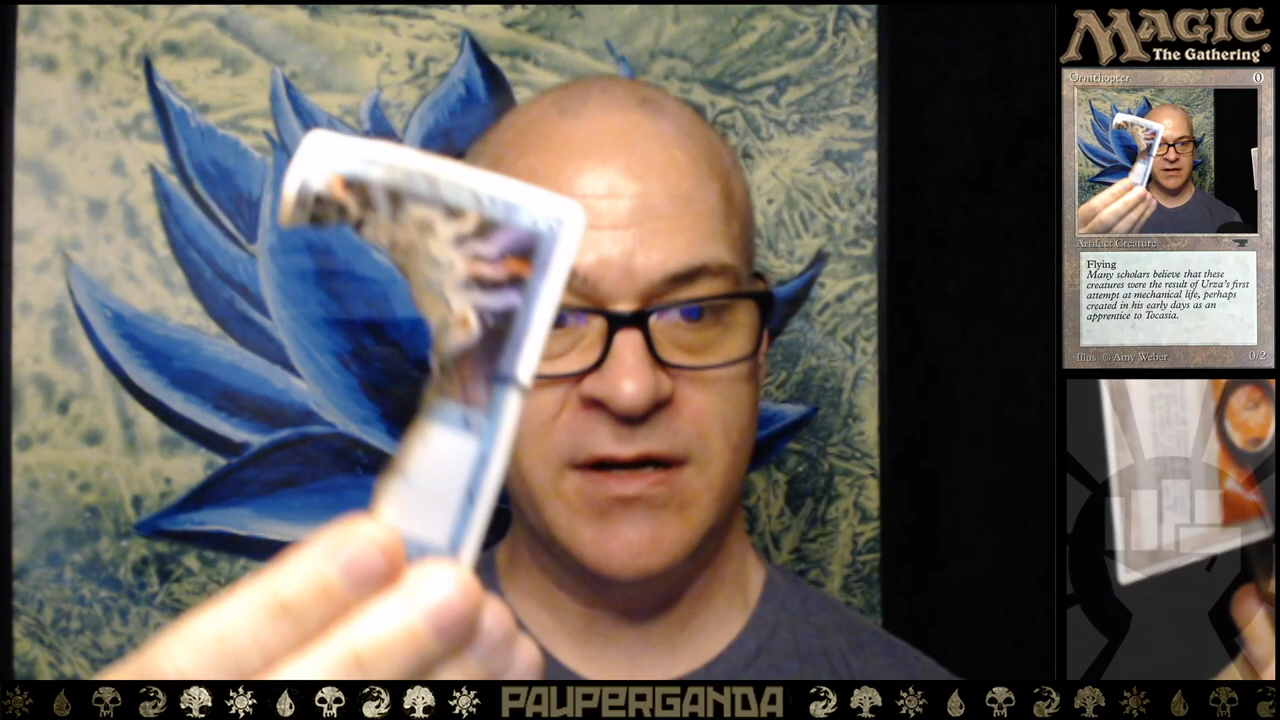 MAGIC
The Gathering®
Ornithopter 0
Artifact Creature
Flying
Many scholars believe that these
creatures were the result of Urza's first
attempt at mechanical life, perhaps
created in his early days as an
apprentice to Tocasia.
Illus. © Amy Weber 0/2
PAUPERGANDA